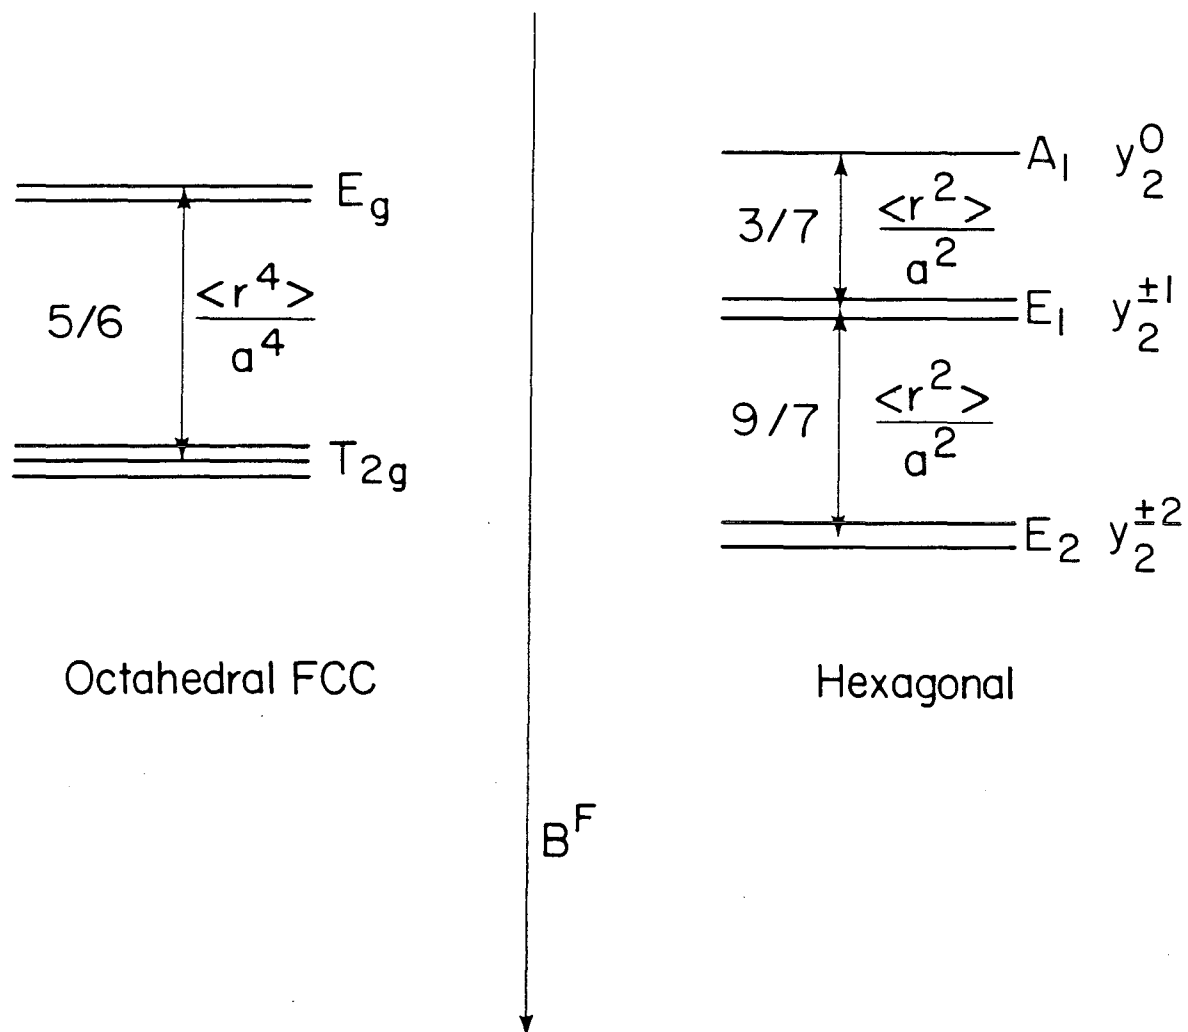 E_g
5/6 <r^4>/a^4
T_2g
Octahedral FCC
B^F
A_1 y_2^0
3/7 <r^2>/a^2
E_1 y_2^±1
9/7 <r^2>/a^2
E_2 y_2^±2
Hexagonal